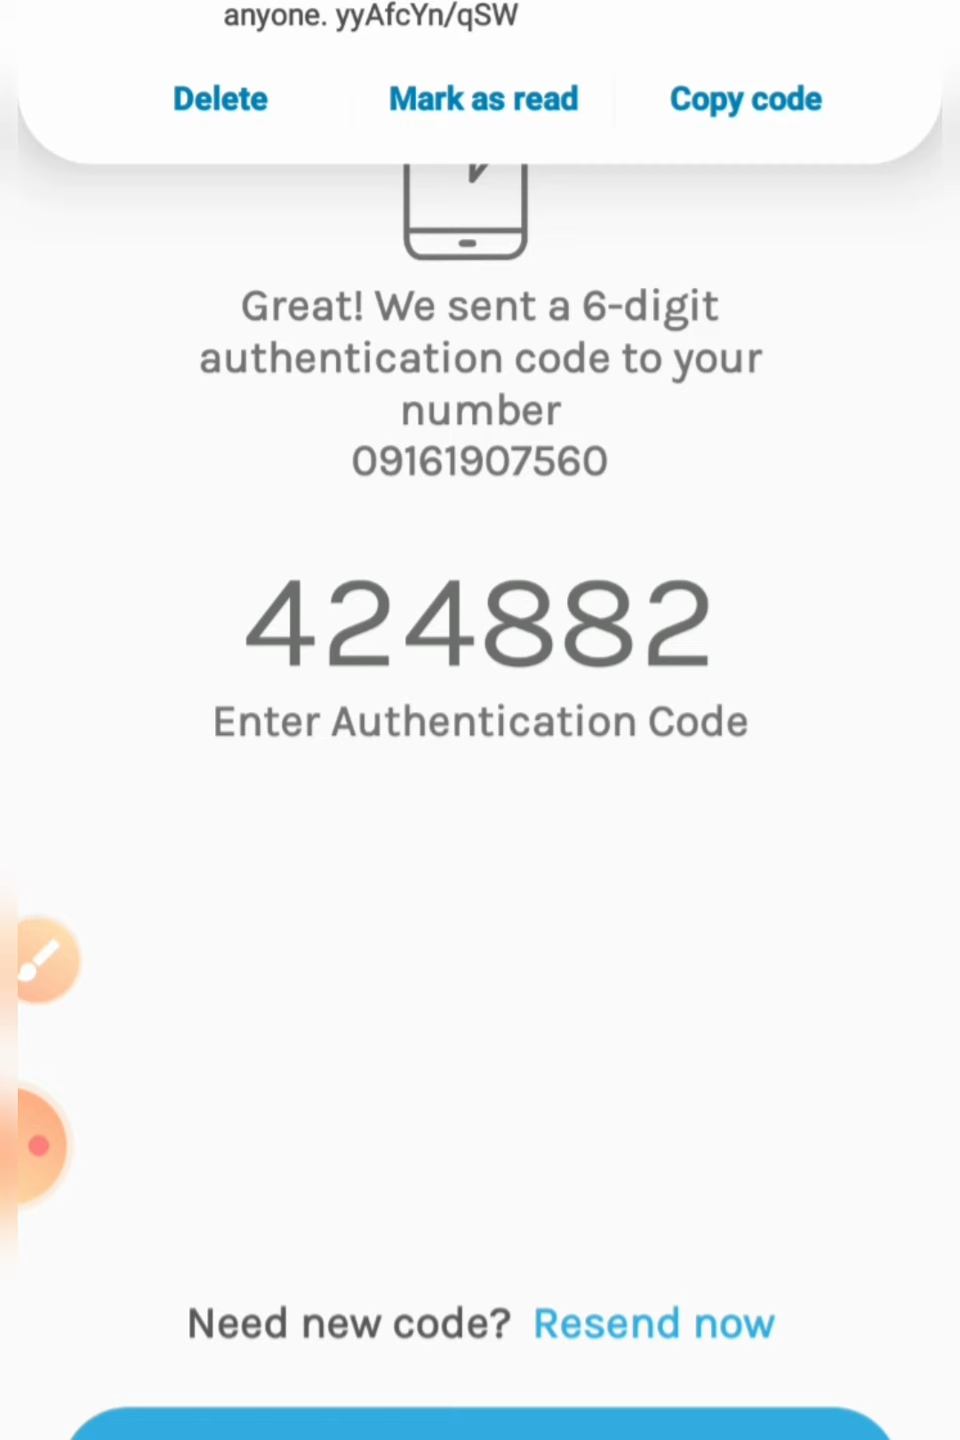 anyone. yyAfcYn/qSW
Delete Mark as read Copy code
Great! We sent a 6-digit
authentication code to your
number
09161907560
424882
Enter Authentication Code
Need new code? Resend now